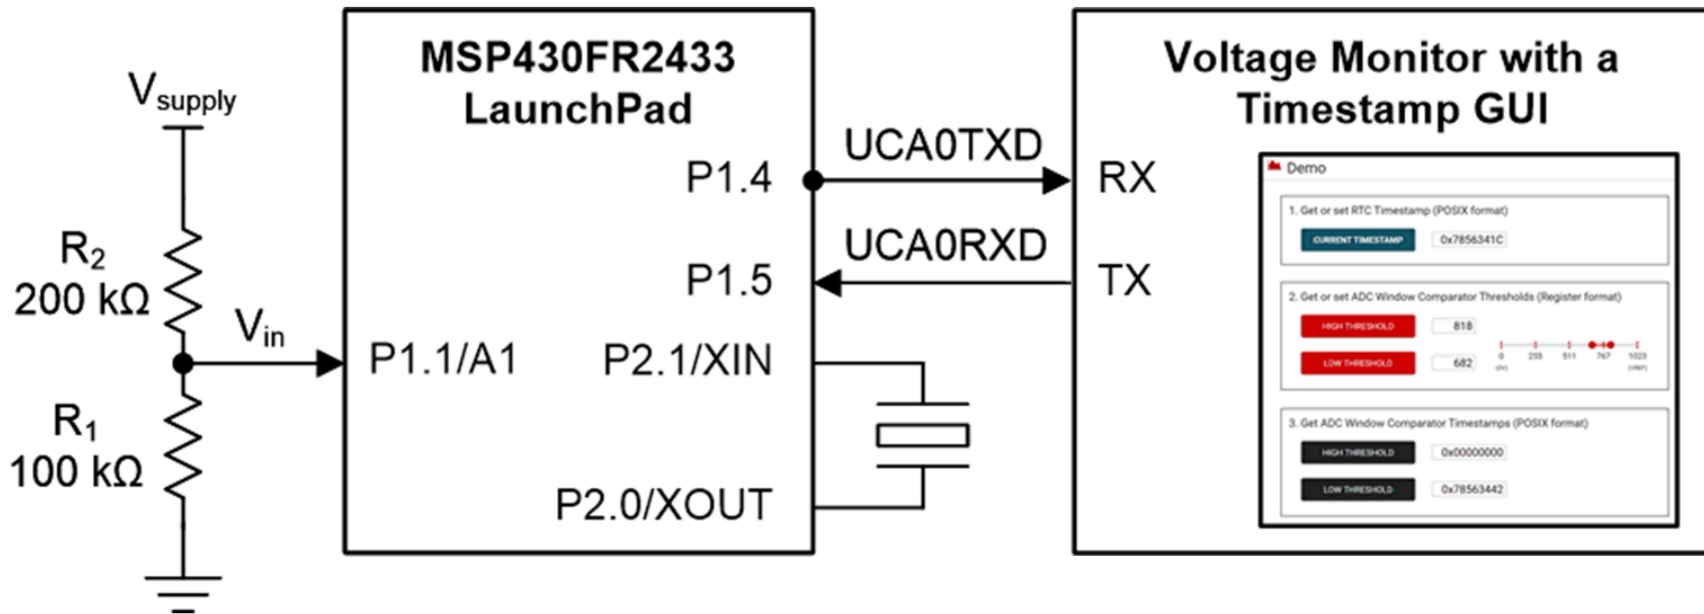 V_supply
R₂
200 kΩ
V_in
R₁
100 kΩ
MSP430FR2433
LaunchPad
P1.4
P1.5
P1.1/A1
P2.1/XIN
P2.0/XOUT
UCA0TXD
UCA0RXD
Voltage Monitor with a
Timestamp GUI
RX
TX
Demo
1. Get or set RTC Timestamp (POSIX format)
CURRENT TIMESTAMP 0x7856341C
2. Get or set ADC Window Comparator Thresholds (Register format)
HIGH THRESHOLD 818
LOW THRESHOLD 682
0 255 511 767 1023
(0V) (VREF)
3. Get ADC Window Comparator Timestamps (POSIX format)
HIGH THRESHOLD 0x00000000
LOW THRESHOLD 0x78563442